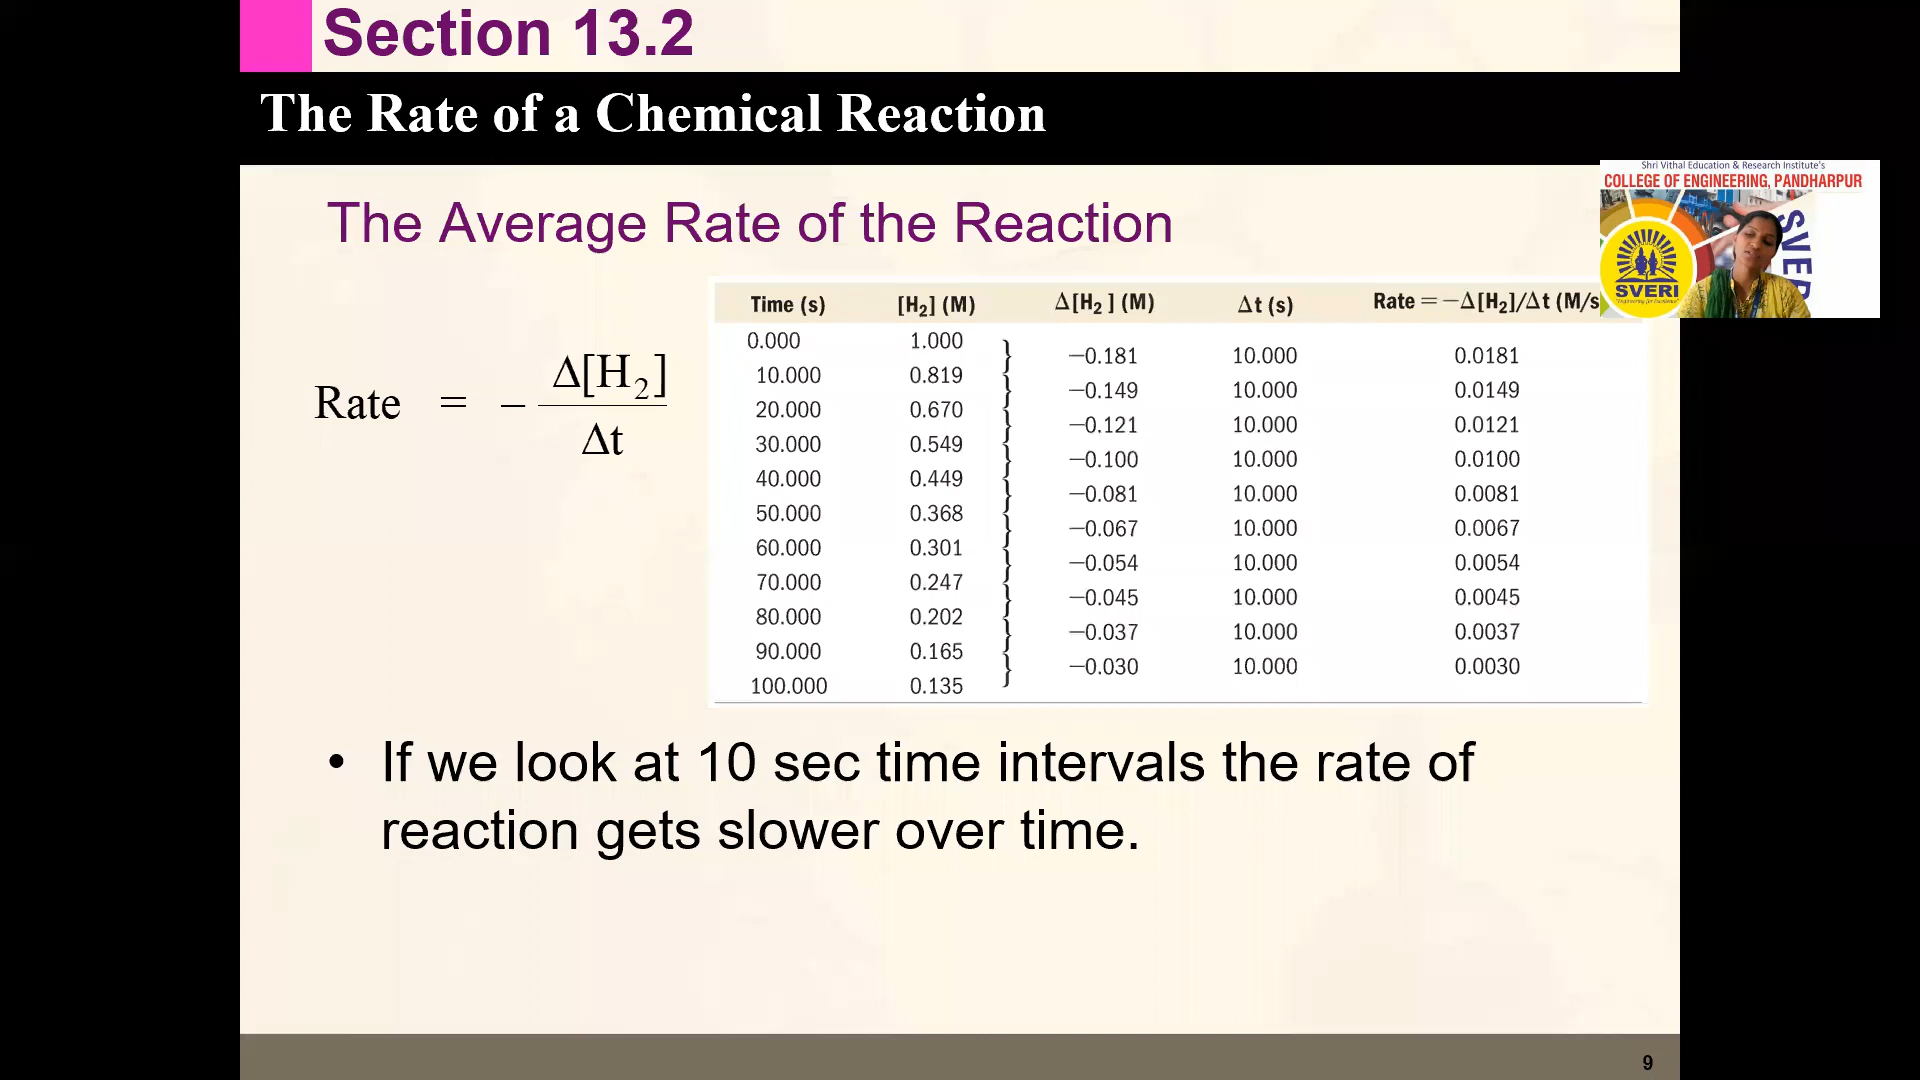 Section 13.2
The Rate of a Chemical Reaction
Shri Vithal Education & Research Institute's
COLLEGE OF ENGINEERING, PANDHARPUR
SVERI
SVERI
The Average Rate of the Reaction
Rate = – Δ[H₂]
Δt
Time (s) [H₂] (M) Δ[H₂ ] (M) Δt (s) Rate = −Δ[H₂]/Δt (M/s
0.000 1.000
−0.181 10.000 0.0181
10.000 0.819
−0.149 10.000 0.0149
20.000 0.670
−0.121 10.000 0.0121
30.000 0.549
−0.100 10.000 0.0100
40.000 0.449
−0.081 10.000 0.0081
50.000 0.368
−0.067 10.000 0.0067
60.000 0.301
−0.054 10.000 0.0054
70.000 0.247
−0.045 10.000 0.0045
80.000 0.202
−0.037 10.000 0.0037
90.000 0.165
−0.030 10.000 0.0030
100.000 0.135
• If we look at 10 sec time intervals the rate of
reaction gets slower over time.
9